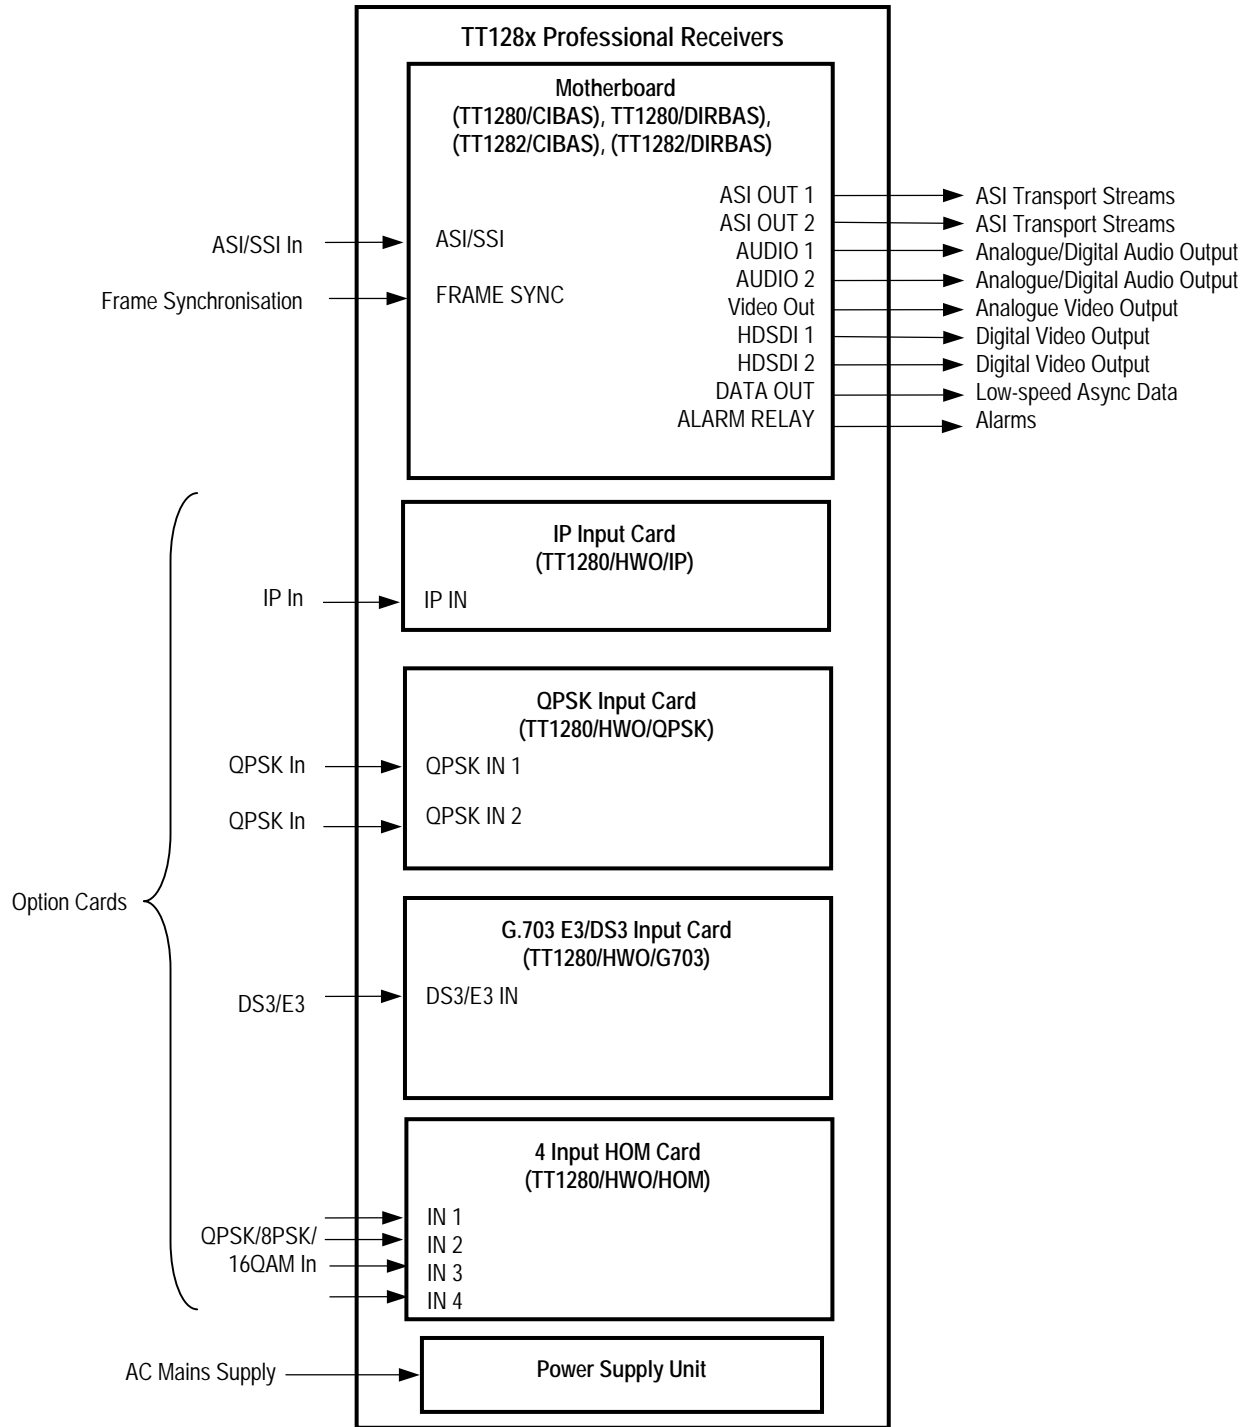 TT128x Professional Receivers
Motherboard
(TT1280/CIBAS), TT1280/DIRBAS),
(TT1282/CIBAS), (TT1282/DIRBAS)
ASI OUT 1
ASI Transport Streams
ASI OUT 2
ASI Transport Streams
ASI/SSI In
ASI/SSI
AUDIO 1
Analogue/Digital Audio Output
AUDIO 2
Analogue/Digital Audio Output
Frame Synchronisation
FRAME SYNC
Video Out
Analogue Video Output
HDSDI 1
Digital Video Output
HDSDI 2
Digital Video Output
DATA OUT
Low-speed Async Data
ALARM RELAY
Alarms
IP Input Card
(TT1280/HWO/IP)
IP In
IP IN
QPSK Input Card
(TT1280/HWO/QPSK)
QPSK In
QPSK IN 1
QPSK In
QPSK IN 2
Option Cards
G.703 E3/DS3 Input Card
(TT1280/HWO/G703)
DS3/E3
DS3/E3 IN
4 Input HOM Card
(TT1280/HWO/HOM)
QPSK/8PSK/
16QAM In
IN 1
IN 2
IN 3
IN 4
AC Mains Supply
Power Supply Unit